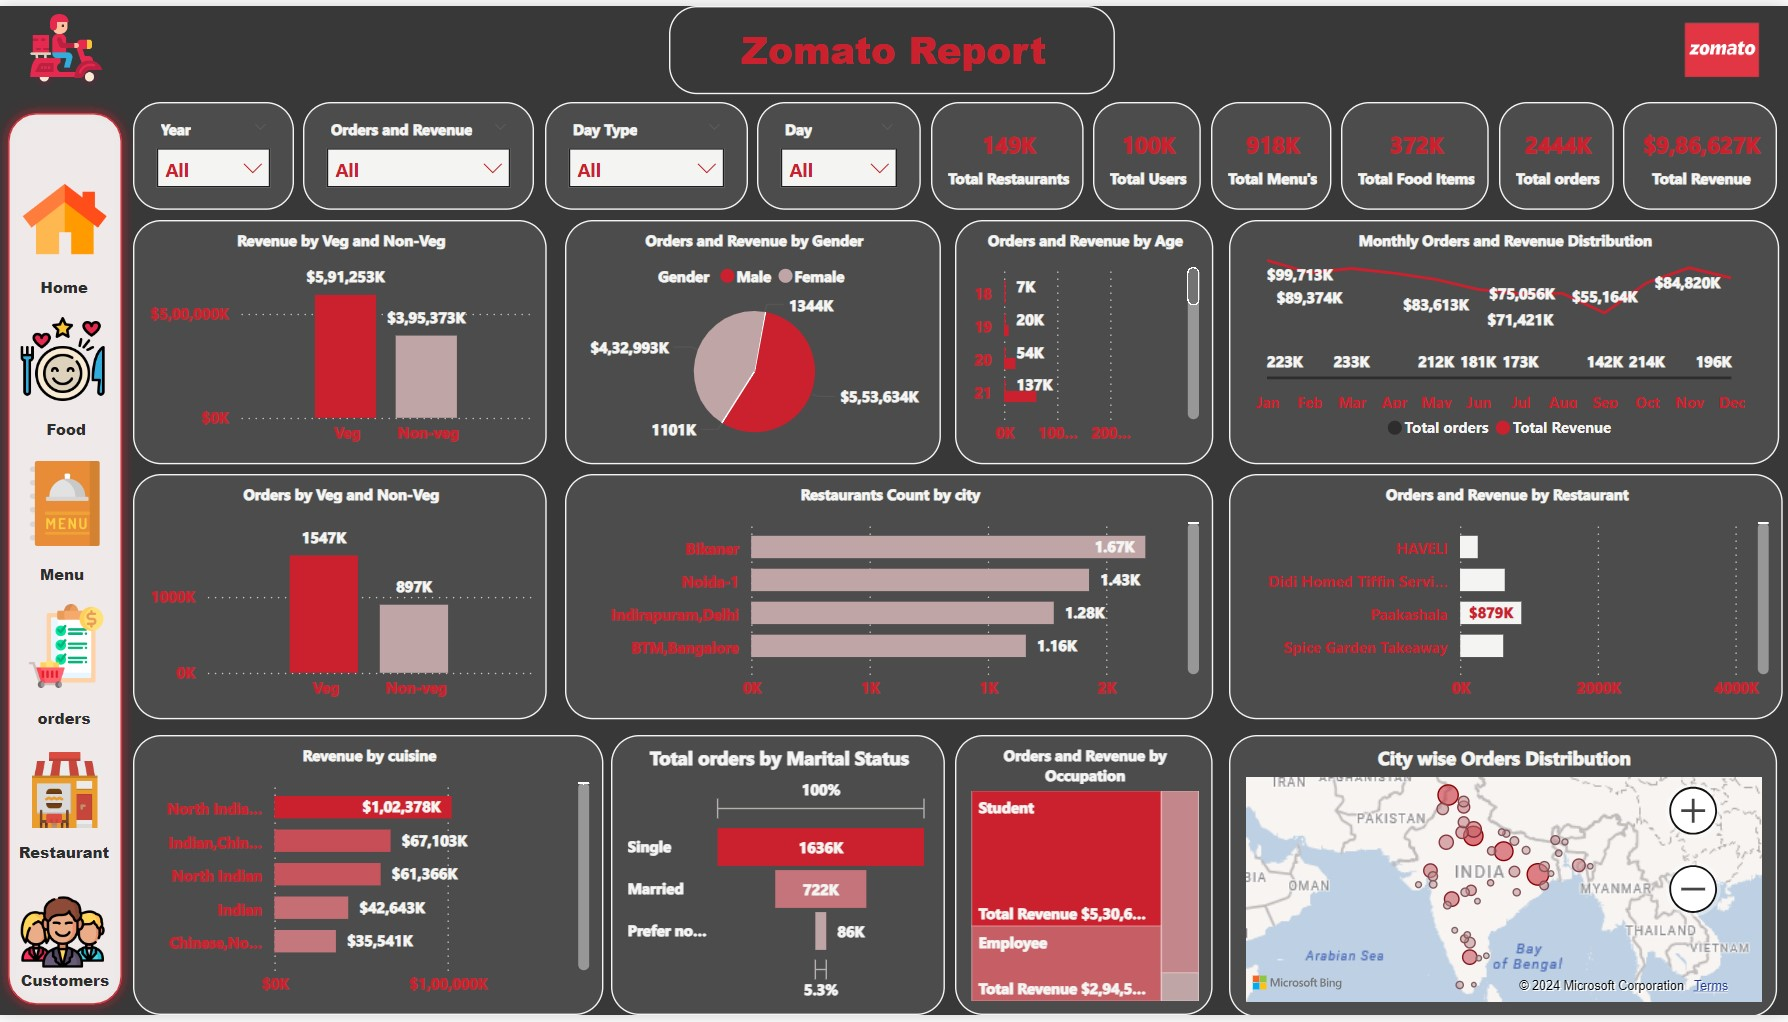 Zomato Report
zomato
Year
All
Orders and Revenue
All
Day Type
All
Day
All
149K
Total Restaurants
100K
Total Users
918K
Total Menu's
372K
Total Food Items
2444K
Total orders
$9,86,627K
Total Revenue
Home
Food
MENU
Menu
orders
Restaurant
Customers
Revenue by Veg and Non-Veg
$5,91,253K
$5,00,000K
$3,95,373K
$0K
Veg Non-veg
Orders and Revenue by Gender
Gender Male Female
1344K
$4,32,993K
$5,53,634K
1101K
Orders and Revenue by Age
18 7K
19 20K
20 54K
21 137K
0K 100... 200...
Monthly Orders and Revenue Distribution
$99,713K
$89,374K
$83,613K
$75,056K
$71,421K
$55,164K
$84,820K
223K 233K 212K 181K 173K 142K 214K 196K
Jan Feb Mar Apr May Jun Jul Aug Sep Oct Nov Dec
Total orders Total Revenue
Orders by Veg and Non-Veg
1547K
1000K
897K
0K
Veg Non-veg
Restaurants Count by city
Bikaner 1.67K
Noida-1 1.43K
Indirapuram,Delhi 1.28K
BTM,Bangalore 1.16K
0K 1K 1K 2K
Orders and Revenue by Restaurant
HAVELI
Didi Homed Tiffin Servi...
Paakashala $879K
Spice Garden Takeaway
0K 2000K 4000K
Revenue by cuisine
North India... $1,02,378K
Indian,Chin... $67,103K
North Indian $61,366K
Indian $42,643K
Chinese,No... $35,541K
$0K $1,00,000K
Total orders by Marital Status
100%
Single 1636K
Married 722K
Prefer no... 86K
5.3%
Orders and Revenue by
Occupation
Student
Total Revenue $5,30,6...
Employee
Total Revenue $2,94,5...
City wise Orders Distribution
IRAN AFGHANISTAN
PAKISTAN
INDIA
OMAN
MYANMAR
THAILAND
VIETNAM
Arabian Sea
Bay
of Bengal
Microsoft Bing
© 2024 Microsoft Corporation Terms